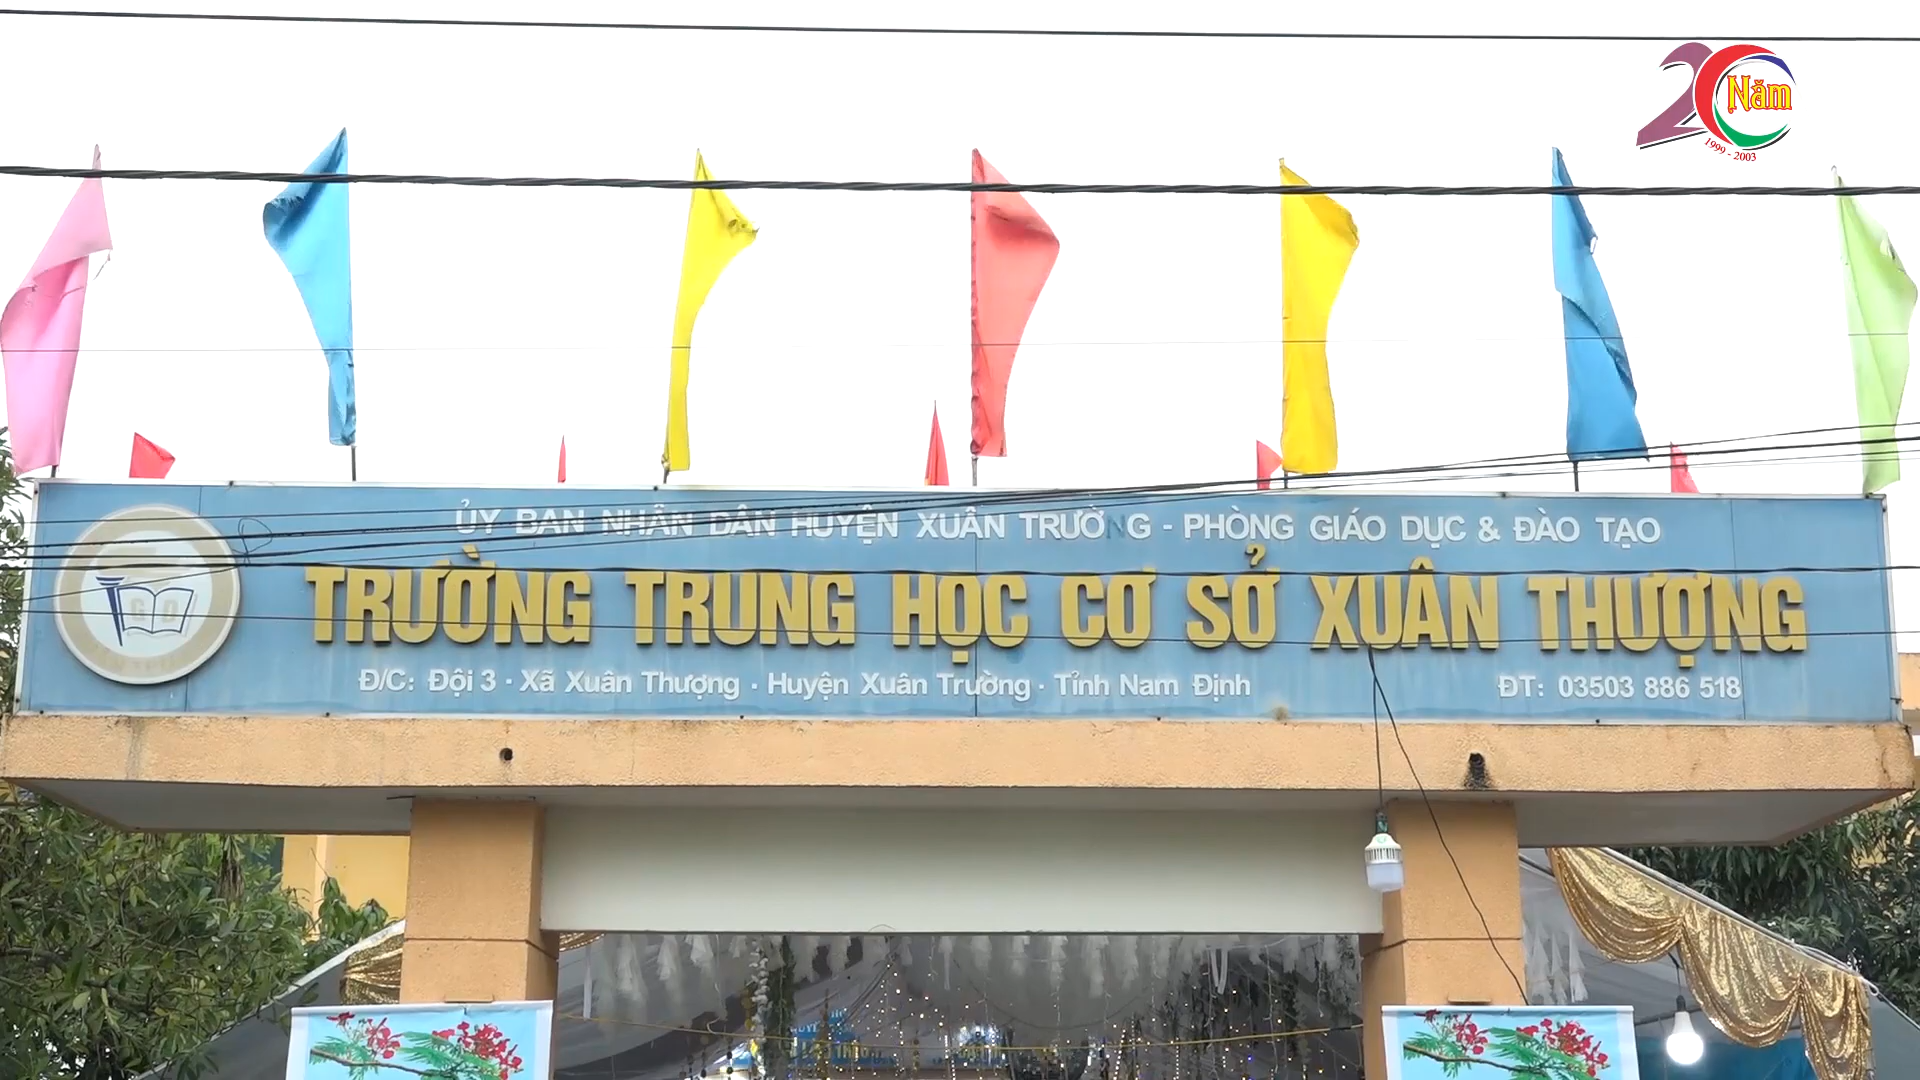 20 Năm
1999 - 2003
ỦY BAN NHÂN DÂN HUYỆN XUÂN TRƯỜNG - PHÒNG GIÁO DỤC & ĐÀO TẠO
TRƯỜNG TRUNG HỌC CƠ SỞ XUÂN THƯỢNG
Đ/C: Đội 3 - Xã Xuân Thượng - Huyện Xuân Trường - Tỉnh Nam Định
ĐT: 03503 886 518